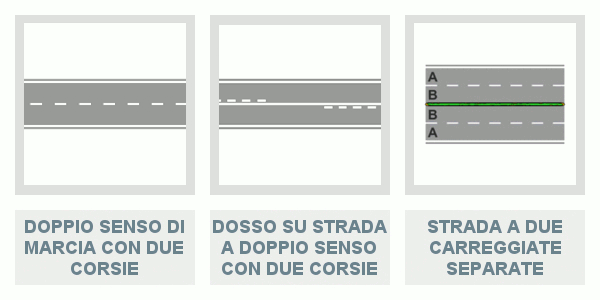 A
B
B
A
DOPPIO SENSO DI
MARCIA CON DUE
CORSIE
DOSSO SU STRADA
A DOPPIO SENSO
CON DUE CORSIE
STRADA A DUE
CARREGGIATE
SEPARATE